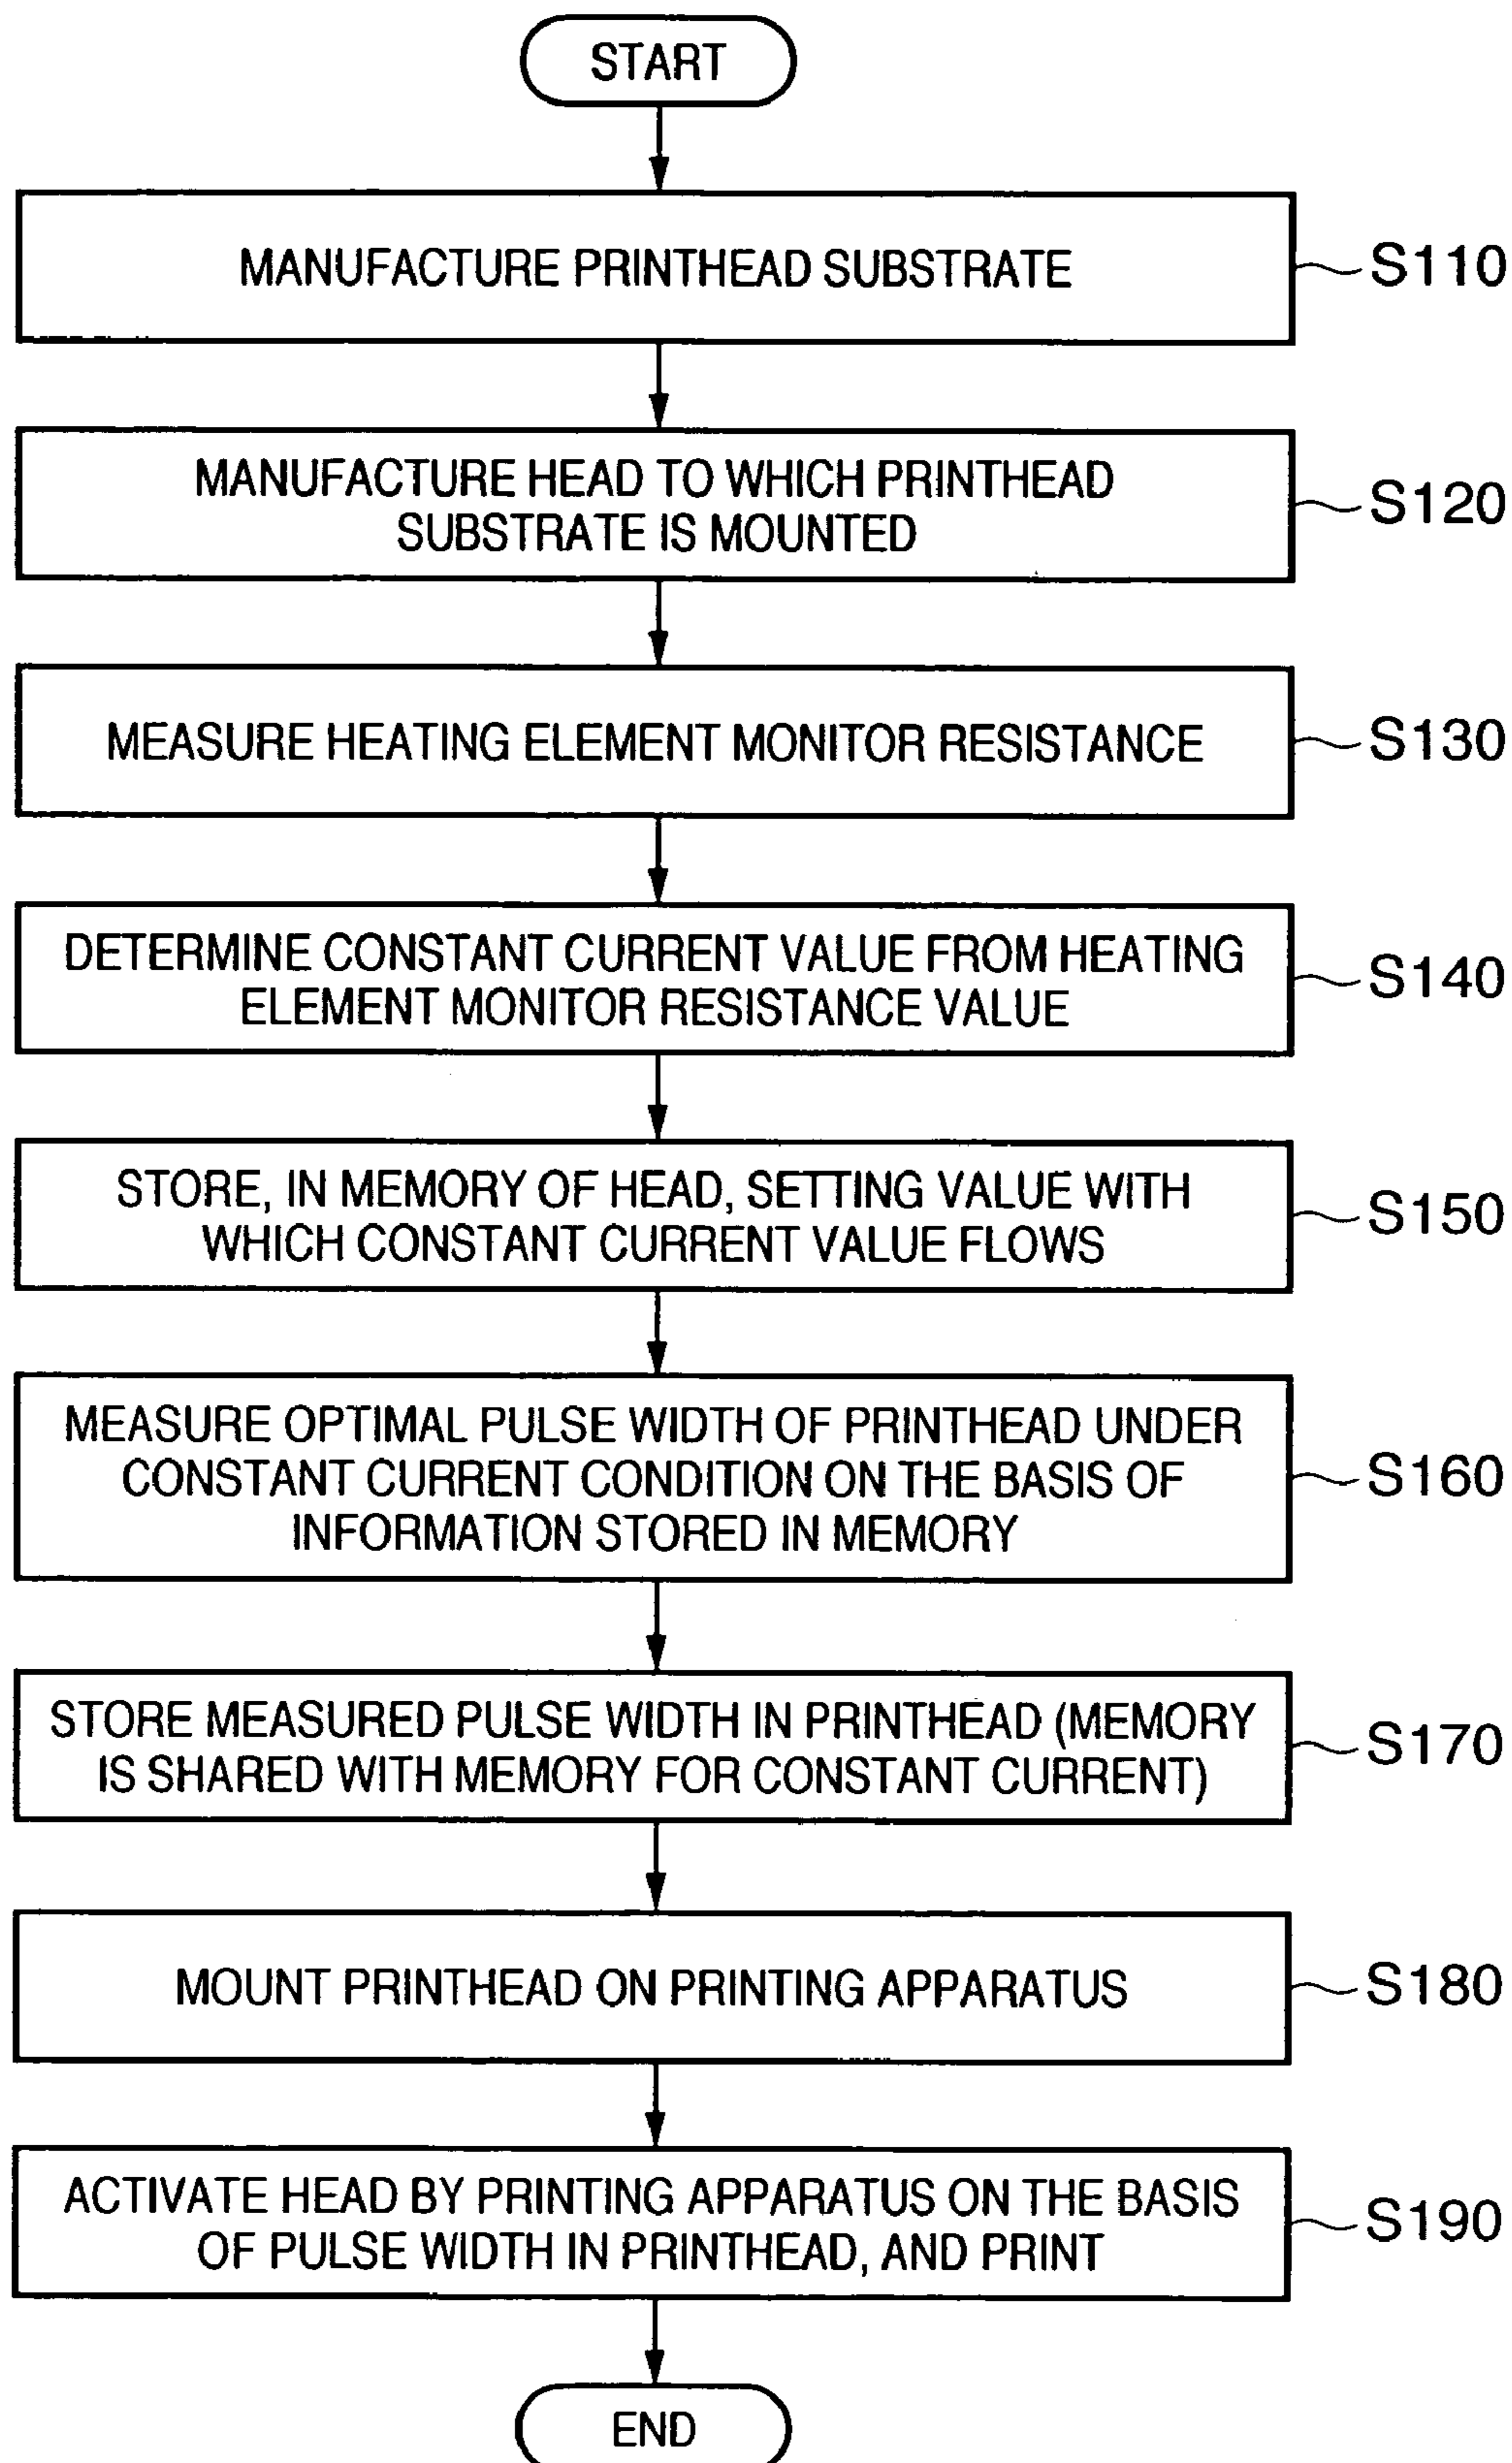 START
MANUFACTURE PRINTHEAD SUBSTRATE
S110
MANUFACTURE HEAD TO WHICH PRINTHEAD
SUBSTRATE IS MOUNTED
S120
MEASURE HEATING ELEMENT MONITOR RESISTANCE
S130
DETERMINE CONSTANT CURRENT VALUE FROM HEATING
ELEMENT MONITOR RESISTANCE VALUE
S140
STORE, IN MEMORY OF HEAD, SETTING VALUE WITH
WHICH CONSTANT CURRENT VALUE FLOWS
S150
MEASURE OPTIMAL PULSE WIDTH OF PRINTHEAD UNDER
CONSTANT CURRENT CONDITION ON THE BASIS OF
INFORMATION STORED IN MEMORY
S160
STORE MEASURED PULSE WIDTH IN PRINTHEAD (MEMORY
IS SHARED WITH MEMORY FOR CONSTANT CURRENT)
S170
MOUNT PRINTHEAD ON PRINTING APPARATUS
S180
ACTIVATE HEAD BY PRINTING APPARATUS ON THE BASIS
OF PULSE WIDTH IN PRINTHEAD, AND PRINT
S190
END